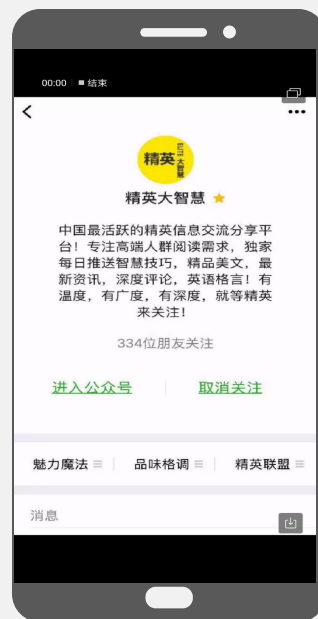 00:00 结束
精英
大智慧
精英大智慧
中国最活跃的精英信息交流分享平
台！专注高端人群阅读需求，独家
每日推送智慧技巧，精品美文，最
新资讯，深度评论，英语格言！有
温度，有广度，有深度，就等精英
来关注！
334位朋友关注
进入公众号 取消关注
魅力魔法 品味格调 精英联盟
消息